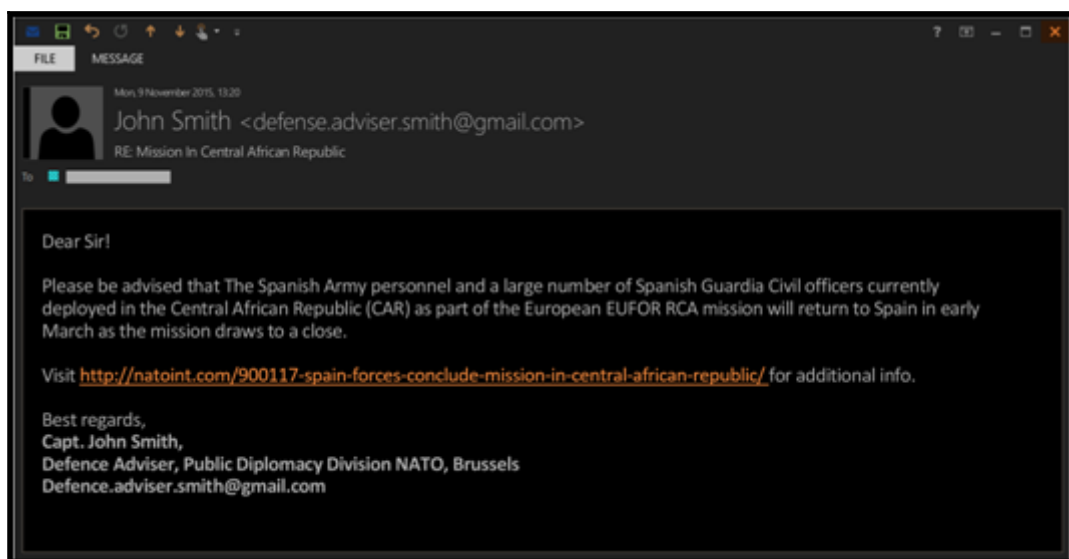 FILE MESSAGE
Mon, 9 November 2015, 13:20
John Smith <defense.adviser.smith@gmail.com>
RE: Mission In Central African Republic
To
Dear Sir!
Please be advised that The Spanish Army personnel and a large number of Spanish Guardia Civil officers currently
deployed in the Central African Republic (CAR) as part of the European EUFOR RCA mission will return to Spain in early
March as the mission draws to a close.
Visit http://natoint.com/900117-spain-forces-conclude-mission-in-central-african-republic/ for additional info.
Best regards,
Capt. John Smith,
Defence Adviser, Public Diplomacy Division NATO, Brussels
Defence.adviser.smith@gmail.com